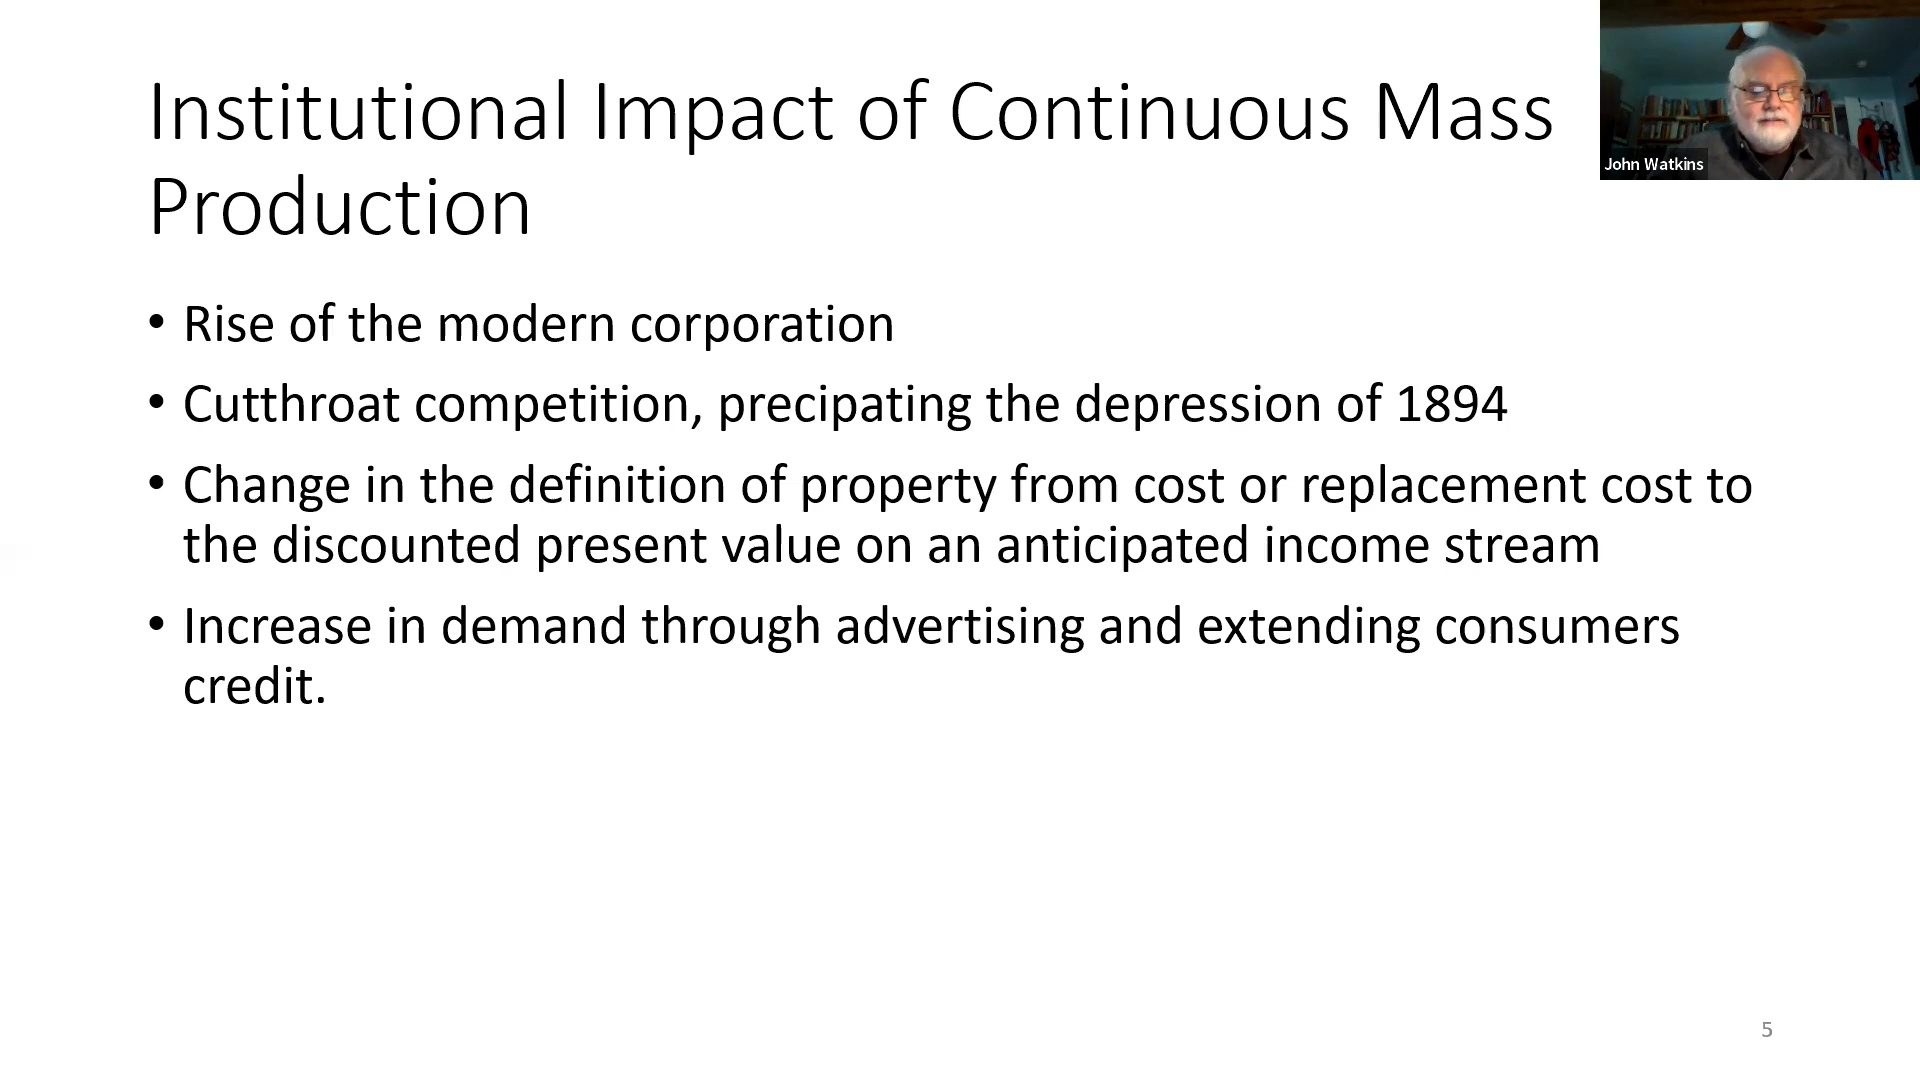 Institutional Impact of Continuous Mass
Production
• Rise of the modern corporation
• Cutthroat competition, precipating the depression of 1894
• Change in the definition of property from cost or replacement cost to
the discounted present value on an anticipated income stream
• Increase in demand through advertising and extending consumers
credit.
John Watkins
5